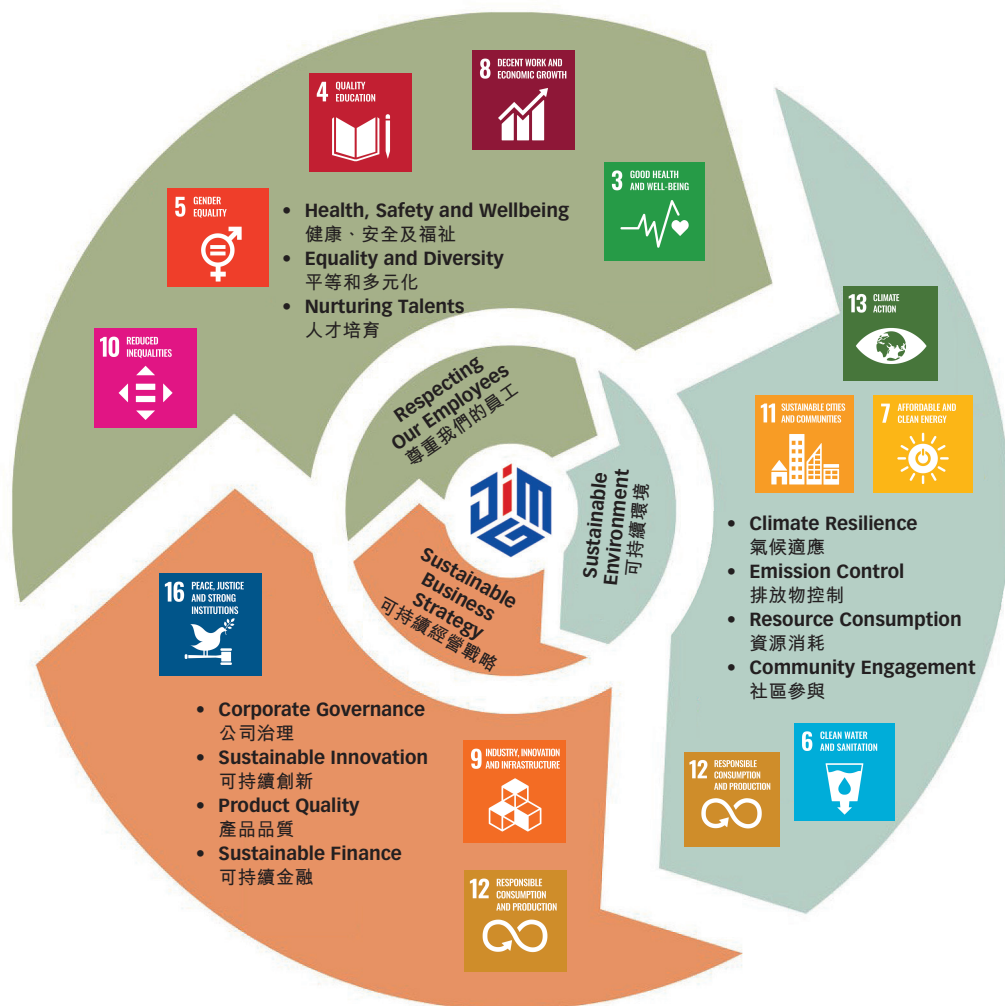 8 DECENT WORK AND
ECONOMIC GROWTH
4 QUALITY
EDUCATION
3 GOOD HEALTH
AND WELL-BEING
5 GENDER
EQUALITY
• Health, Safety and Wellbeing
健康、安全及福祉
• Equality and Diversity
平等和多元化
• Nurturing Talents
人才培育
10 REDUCED
INEQUALITIES
Respecting
Our Employees
尊重我們的員工
13 CLIMATE
ACTION
11 SUSTAINABLE CITIES
AND COMMUNITIES
7 AFFORDABLE AND
CLEAN ENERGY
Sustainable
Environment
可持續環境
JIMG
• Climate Resilience
氣候適應
• Emission Control
排放物控制
• Resource Consumption
資源消耗
• Community Engagement
社區參與
6 CLEAN WATER
AND SANITATION
12 RESPONSIBLE
CONSUMPTION
AND PRODUCTION
Sustainable
Business
Strategy
可持續經營戰略
16 PEACE, JUSTICE
AND STRONG
INSTITUTIONS
• Corporate Governance
公司治理
• Sustainable Innovation
可持續創新
• Product Quality
產品品質
• Sustainable Finance
可持續金融
9 INDUSTRY, INNOVATION
AND INFRASTRUCTURE
12 RESPONSIBLE
CONSUMPTION
AND PRODUCTION